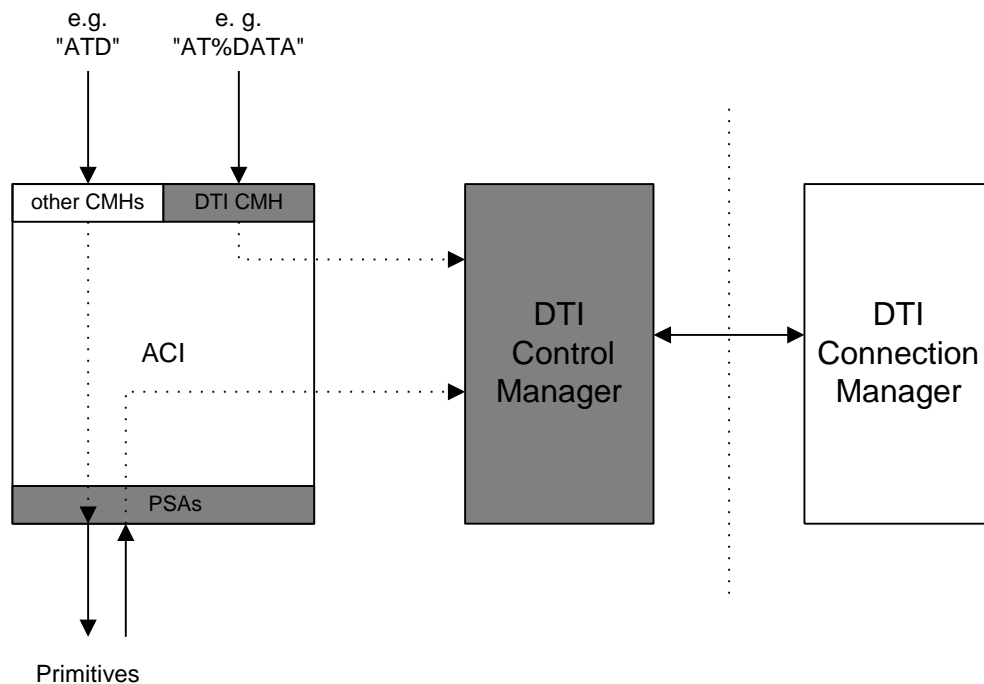 e.g.
"ATD"
e. g.
"AT%DATA"
other CMHs
DTI CMH
ACI
PSAs
Primitives
DTI
Control
Manager
DTI
Connection
Manager